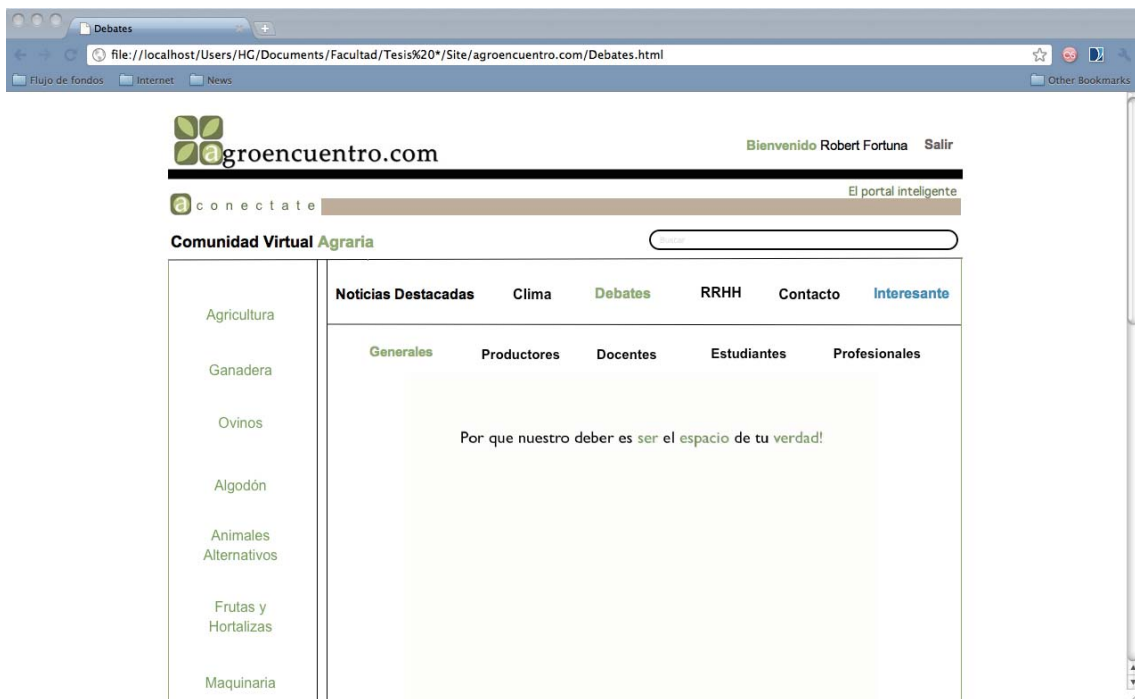 Debates
file://localhost/Users/HG/Documents/Facultad/Tesis%20*/Site/agroencuentro.com/Debates.html
Flujo de fondos Internet News Other Bookmarks
agroencuentro.com
Bienvenido Robert Fortuna Salir
El portal inteligente
a conectate
Comunidad Virtual Agraria
Buscar
Noticias Destacadas Clima Debates RRHH Contacto Interesante
Generales Productores Docentes Estudiantes Profesionales
Agricultura
Ganadera
Ovinos
Algodón
Animales
Alternativos
Frutas y
Hortalizas
Maquinaria
Por que nuestro deber es ser el espacio de tu verdad!